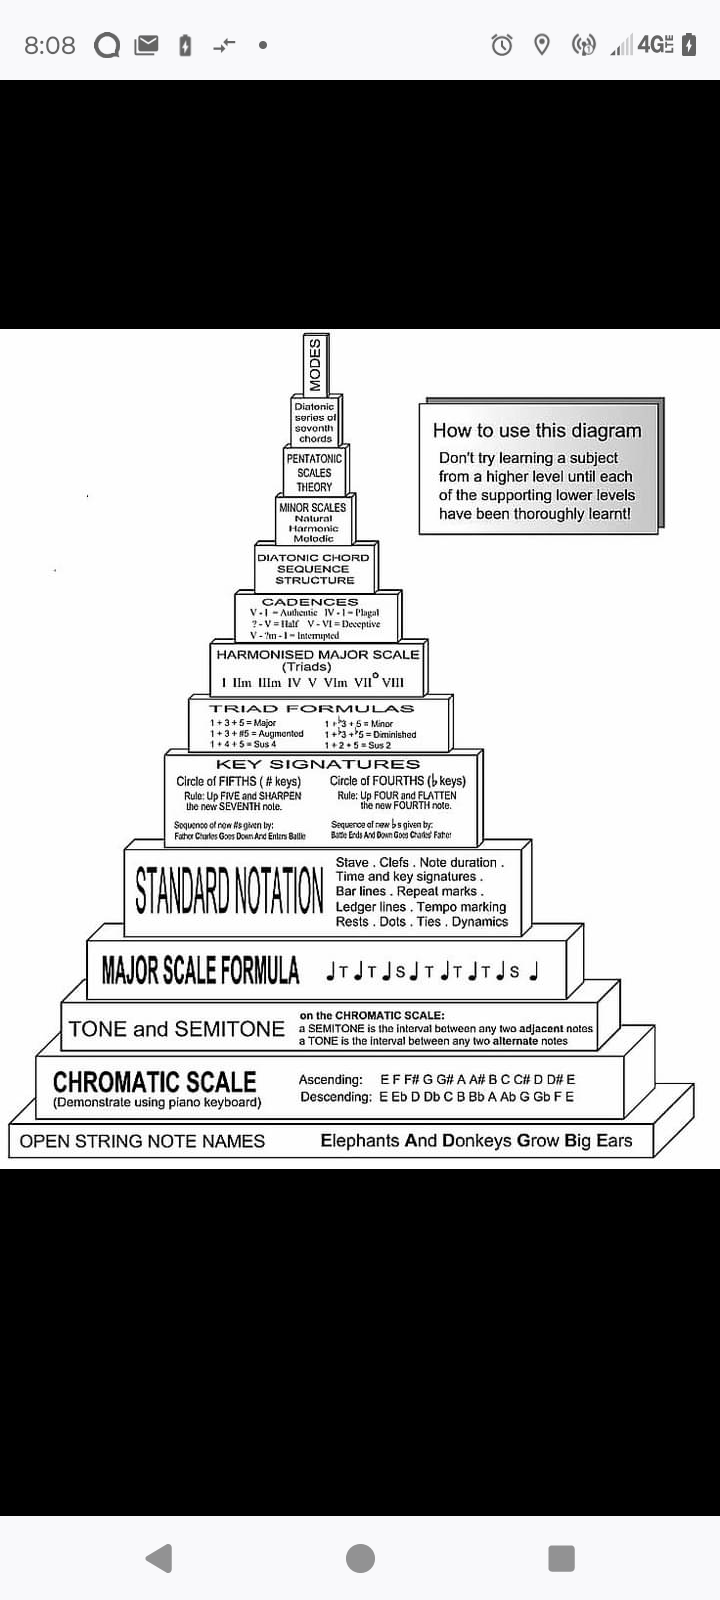 8:08
4G LTE
MODES
Diatonic
series of
seventh
chords
PENTATONIC
SCALES
THEORY
MINOR SCALES
Natural
Harmonic
Melodic
DIATONIC CHORD
SEQUENCE
STRUCTURE
CADENCES
V - I = Authentic IV - I = Plagal
? - V = Half V - VI = Deceptive
V - ?m - I = Interrupted
HARMONISED MAJOR SCALE
(Triads)
I IIm IIIm IV V VIm VII° VIII
TRIAD FORMULAS
1 + 3 + 5 = Major 1 + ♭3 + 5 = Minor
1 + 3 + #5 = Augmented 1 + ♭3 + ♭5 = Diminished
1 + 4 + 5 = Sus 4 1 + 2 + 5 = Sus 2
KEY SIGNATURES
Circle of FIFTHS ( # keys)
Rule: Up FIVE and SHARPEN
the new SEVENTH note.
Sequence of new #s given by:
Father Charles Goes Down And Enters Battle
Circle of FOURTHS (♭ keys)
Rule: Up FOUR and FLATTEN
the new FOURTH note.
Sequence of new ♭s given by:
Battle Ends And Down Goes Charles' Father
STANDARD NOTATION
Stave . Clefs . Note duration .
Time and key signatures .
Bar lines . Repeat marks .
Ledger lines . Tempo marking
Rests . Dots . Ties . Dynamics
MAJOR SCALE FORMULA ♩T♩T♩S♩T♩T♩T♩S♩
TONE and SEMITONE
on the CHROMATIC SCALE:
a SEMITONE is the interval between any two adjacent notes
a TONE is the interval between any two alternate notes
CHROMATIC SCALE
(Demonstrate using piano keyboard)
Ascending: E F F# G G# A A# B C C# D D# E
Descending: E Eb D Db C B Bb A Ab G Gb F E
OPEN STRING NOTE NAMES Elephants And Donkeys Grow Big Ears
How to use this diagram
Don't try learning a subject
from a higher level until each
of the supporting lower levels
have been thoroughly learnt!